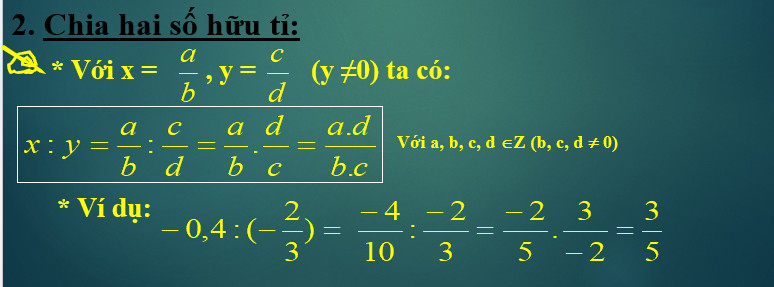 2. Chia hai số hữu tỉ:
* Với x = a/b , y = c/d (y ≠0) ta có:
x : y = a/b : c/d = a/b . d/c = a.d/b.c Với a, b, c, d ∈Z (b, c, d ≠ 0)
* Ví dụ: − 0,4 : (− 2/3) = −4/10 : −2/3 = −2/5 . 3/−2 = 3/5